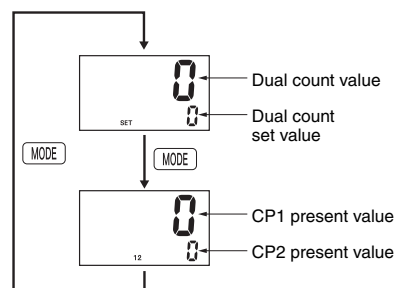 0
Dual count value
0
Dual count
set value
SET
MODE
MODE
0
CP1 present value
0
CP2 present value
12